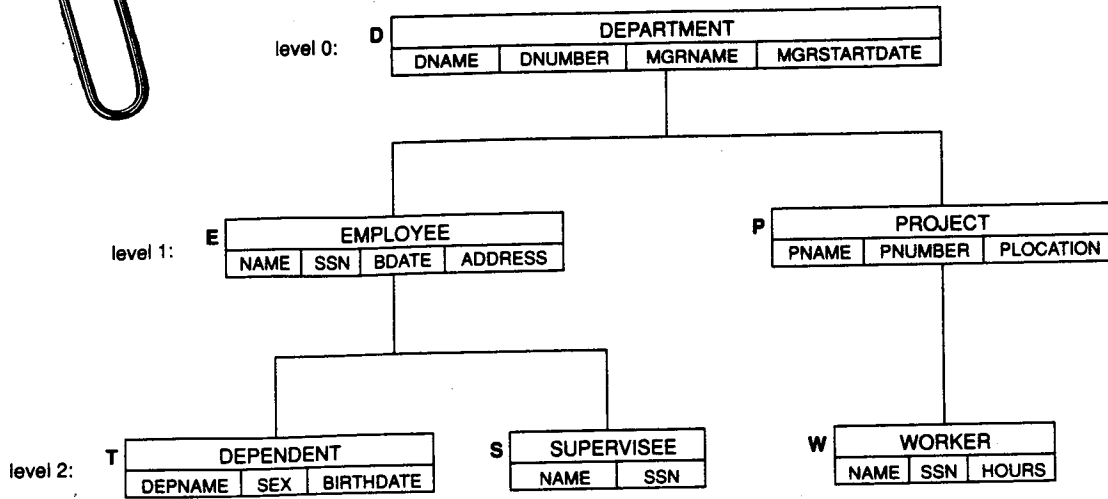 level 0: D DEPARTMENT
DNAME DNUMBER MGRNAME MGRSTARTDATE
level 1: E EMPLOYEE P PROJECT
NAME SSN BDATE ADDRESS PNAME PNUMBER PLOCATION
level 2: T DEPENDENT S SUPERVISEE W WORKER
DEPNAME SEX BIRTHDATE NAME SSN NAME SSN HOURS